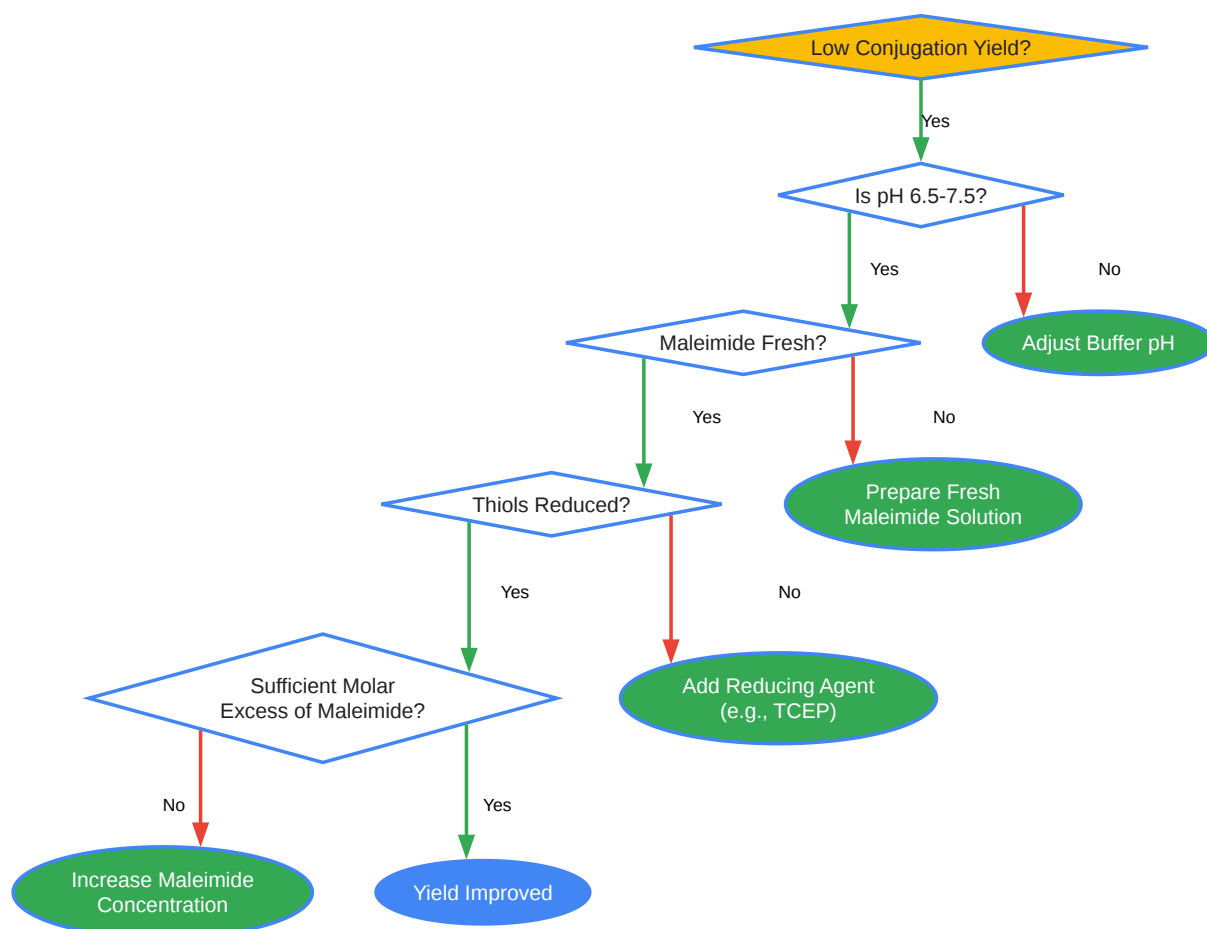 Low Conjugation Yield?
Yes
Is pH 6.5-7.5?
Yes
No
Maleimide Fresh?
Adjust Buffer pH
Yes
No
Thiols Reduced?
Prepare Fresh
Maleimide Solution
Yes
No
Sufficient Molar
Excess of Maleimide?
Add Reducing Agent
(e.g., TCEP)
No
Yes
Increase Maleimide
Concentration
Yield Improved